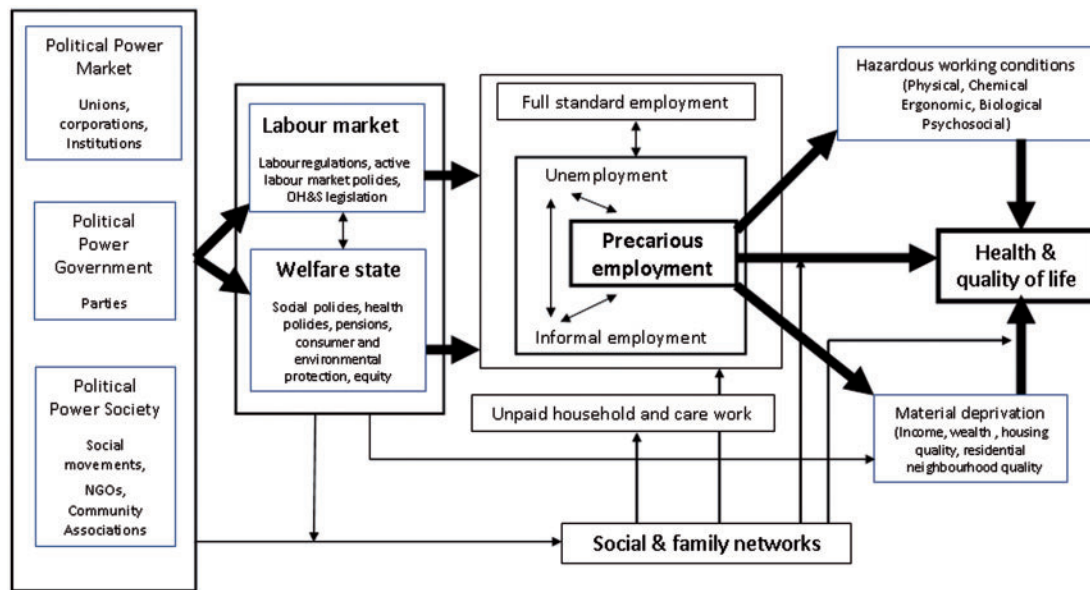 Political Power
Market
Unions,
corporations,
Institutions
Political
Power
Government
Parties
Political
Power Society
Social
movements,
NGOs,
Community
Associations
Labour market
Labour regulations, active
labour market policies,
OH&S legislation
Welfare state
Social policies, health
policies, pensions,
consumer and
environmental
protection, equity
Full standard employment
Unemployment
Precarious
employment
Informal employment
Unpaid household and care work
Social & family networks
Hazardous working conditions
(Physical, Chemical
Ergonomic, Biological
Psychosocial)
Health &
quality of life
Material deprivation
(Income, wealth , housing
quality, residential
neighbourhood quality